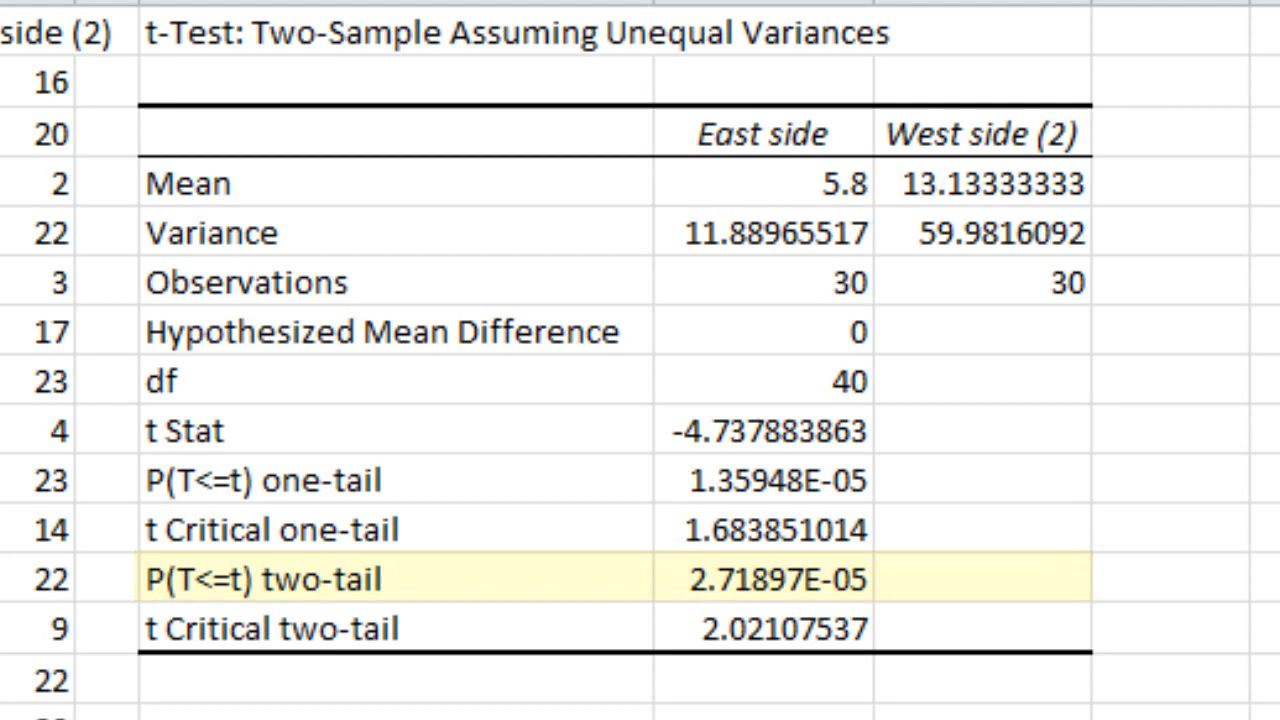 side (2) t-Test: Two-Sample Assuming Unequal Variances
16
20 East side West side (2)
2 Mean 5.8 13.13333333
22 Variance 11.88965517 59.9816092
3 Observations 30 30
17 Hypothesized Mean Difference 0
23 df 40
4 t Stat -4.737883863
23 P(T<=t) one-tail 1.35948E-05
14 t Critical one-tail 1.683851014
22 P(T<=t) two-tail 2.71897E-05
9 t Critical two-tail 2.02107537
22